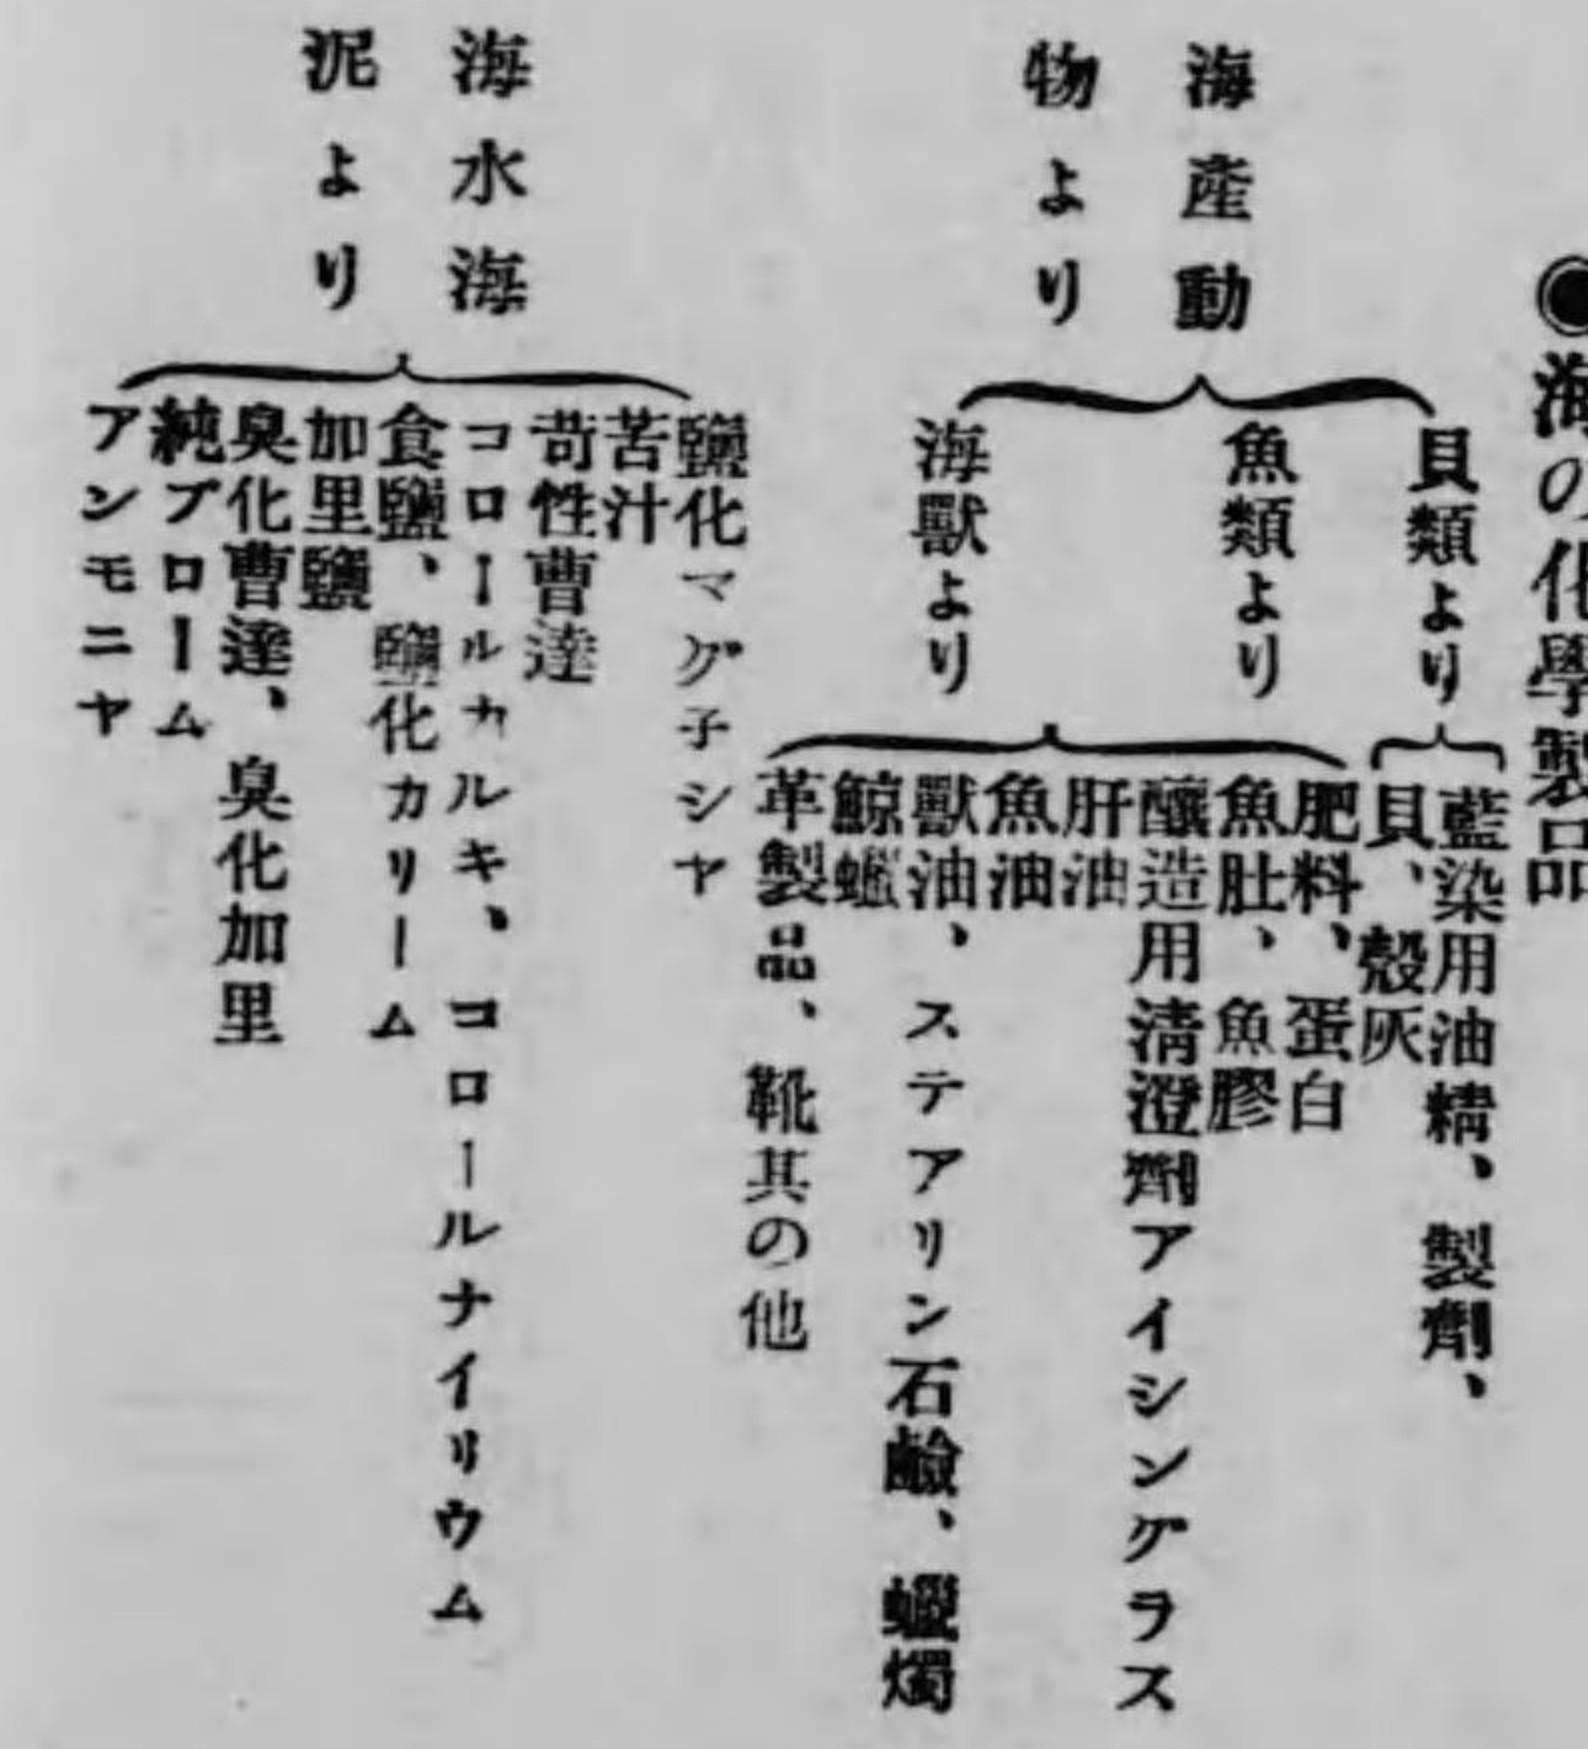 ◉海の化學製品
海產動
物より
貝類より
藍染用油精、製劑、
貝、殼灰
魚類より
海獸より
肥料、蛋白
魚肚、魚膠
釀造用淸澄劑アイシングラス
肝油
魚油
獸油、ステアリン石鹼、蠟燭
鯨蠟
革製品、靴其の他
海水海
泥より
鹽化マグ子シヤ
苦汁
苛性曹達
コロールカルキ、コロールナイリウム
食鹽、鹽化カリーム
加里鹽
臭化曹達、臭化加里
純ブローム
アンモニヤ